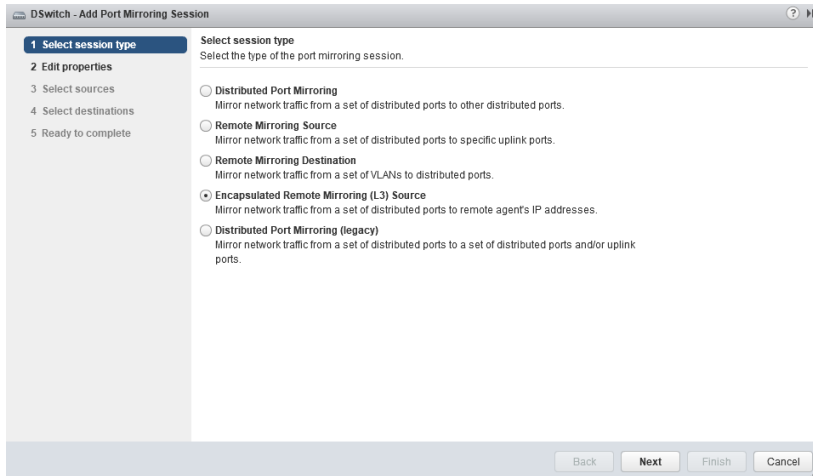 DSwitch - Add Port Mirroring Session
?
1 Select session type
2 Edit properties
3 Select sources
4 Select destinations
5 Ready to complete
Select session type
Select the type of the port mirroring session.
Distributed Port Mirroring
Mirror network traffic from a set of distributed ports to other distributed ports.
Remote Mirroring Source
Mirror network traffic from a set of distributed ports to specific uplink ports.
Remote Mirroring Destination
Mirror network traffic from a set of VLANs to distributed ports.
Encapsulated Remote Mirroring (L3) Source
Mirror network traffic from a set of distributed ports to remote agent's IP addresses.
Distributed Port Mirroring (legacy)
Mirror network traffic from a set of distributed ports to a set of distributed ports and/or uplink
ports.
Back Next Finish Cancel